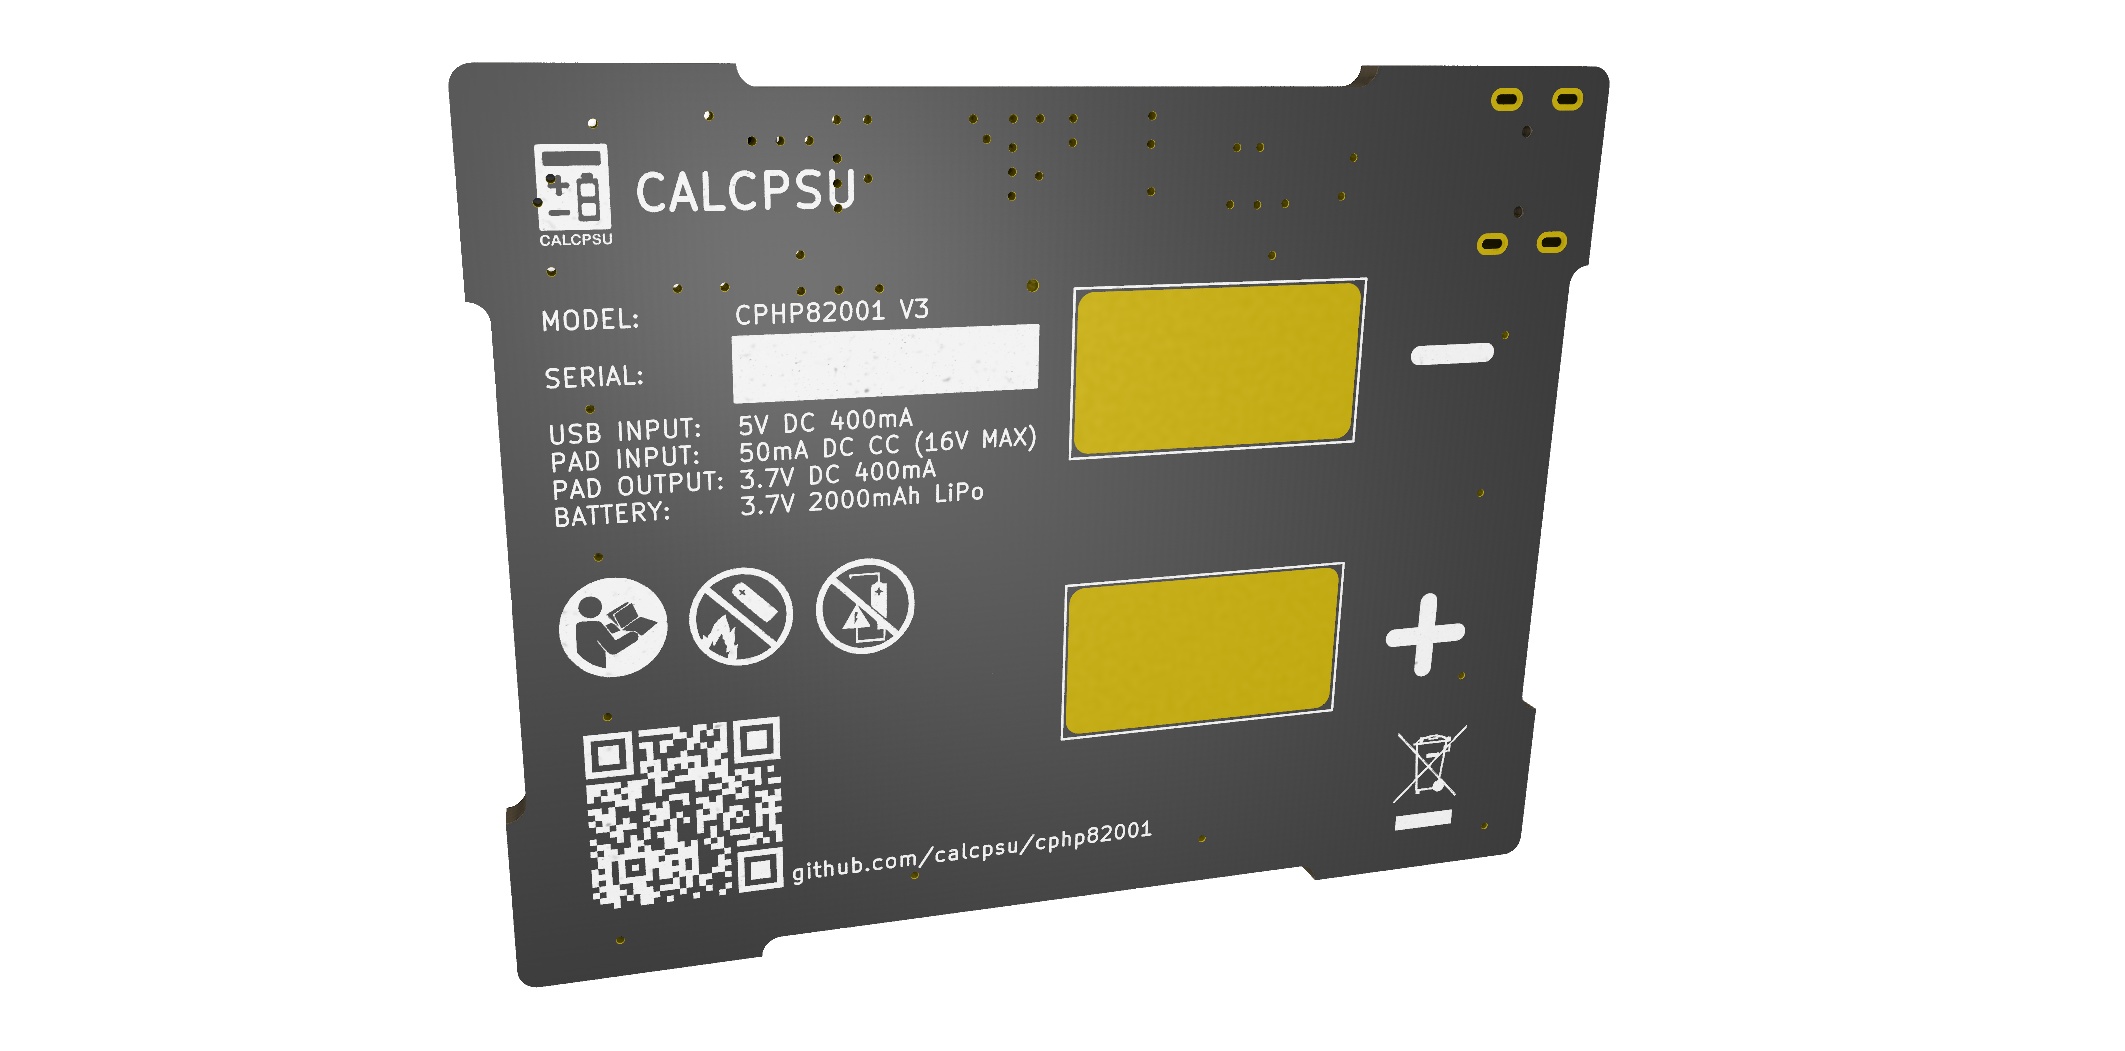 CALCPSU
CALCPSU
MODEL: CPHP82001 V3
SERIAL:
USB INPUT: 5V DC 400mA
PAD INPUT: 50mA DC CC (16V MAX)
PAD OUTPUT: 3.7V DC 400mA
BATTERY: 3.7V 2000mAh LiPo
github.com/calcpsu/cphp82001